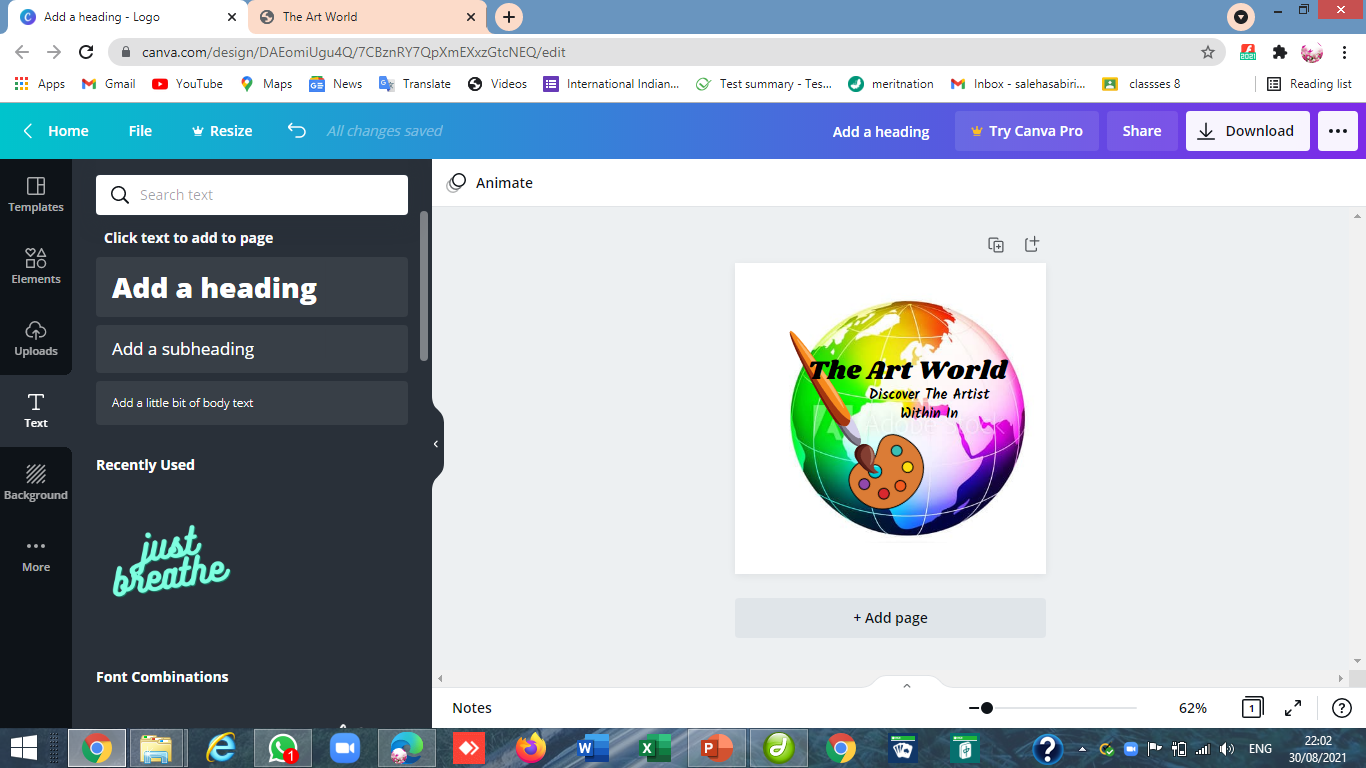 Add a heading - Logo
The Art World
canva.com/design/DAEomiUgu4Q/7CBznRY7QpXmEXxzGtcNEQ/edit
Apps
Gmail
YouTube
Maps
News
Translate
Videos
International Indian...
Test summary - Tes...
meritnation
Inbox - salehasabiri...
classses 8
Reading list
Home
File
Resize
All changes saved
Add a heading
Try Canva Pro
Share
Download
Templates
Elements
Uploads
Text
Background
More
Search text
Click text to add to page
Add a heading
Add a subheading
Add a little bit of body text
Recently Used
just
breathe
Font Combinations
Animate
The Art World
Discover The Artist
Within In
Adobe Stock
+ Add page
Notes
62%
1
ENG
22:02
30/08/2021